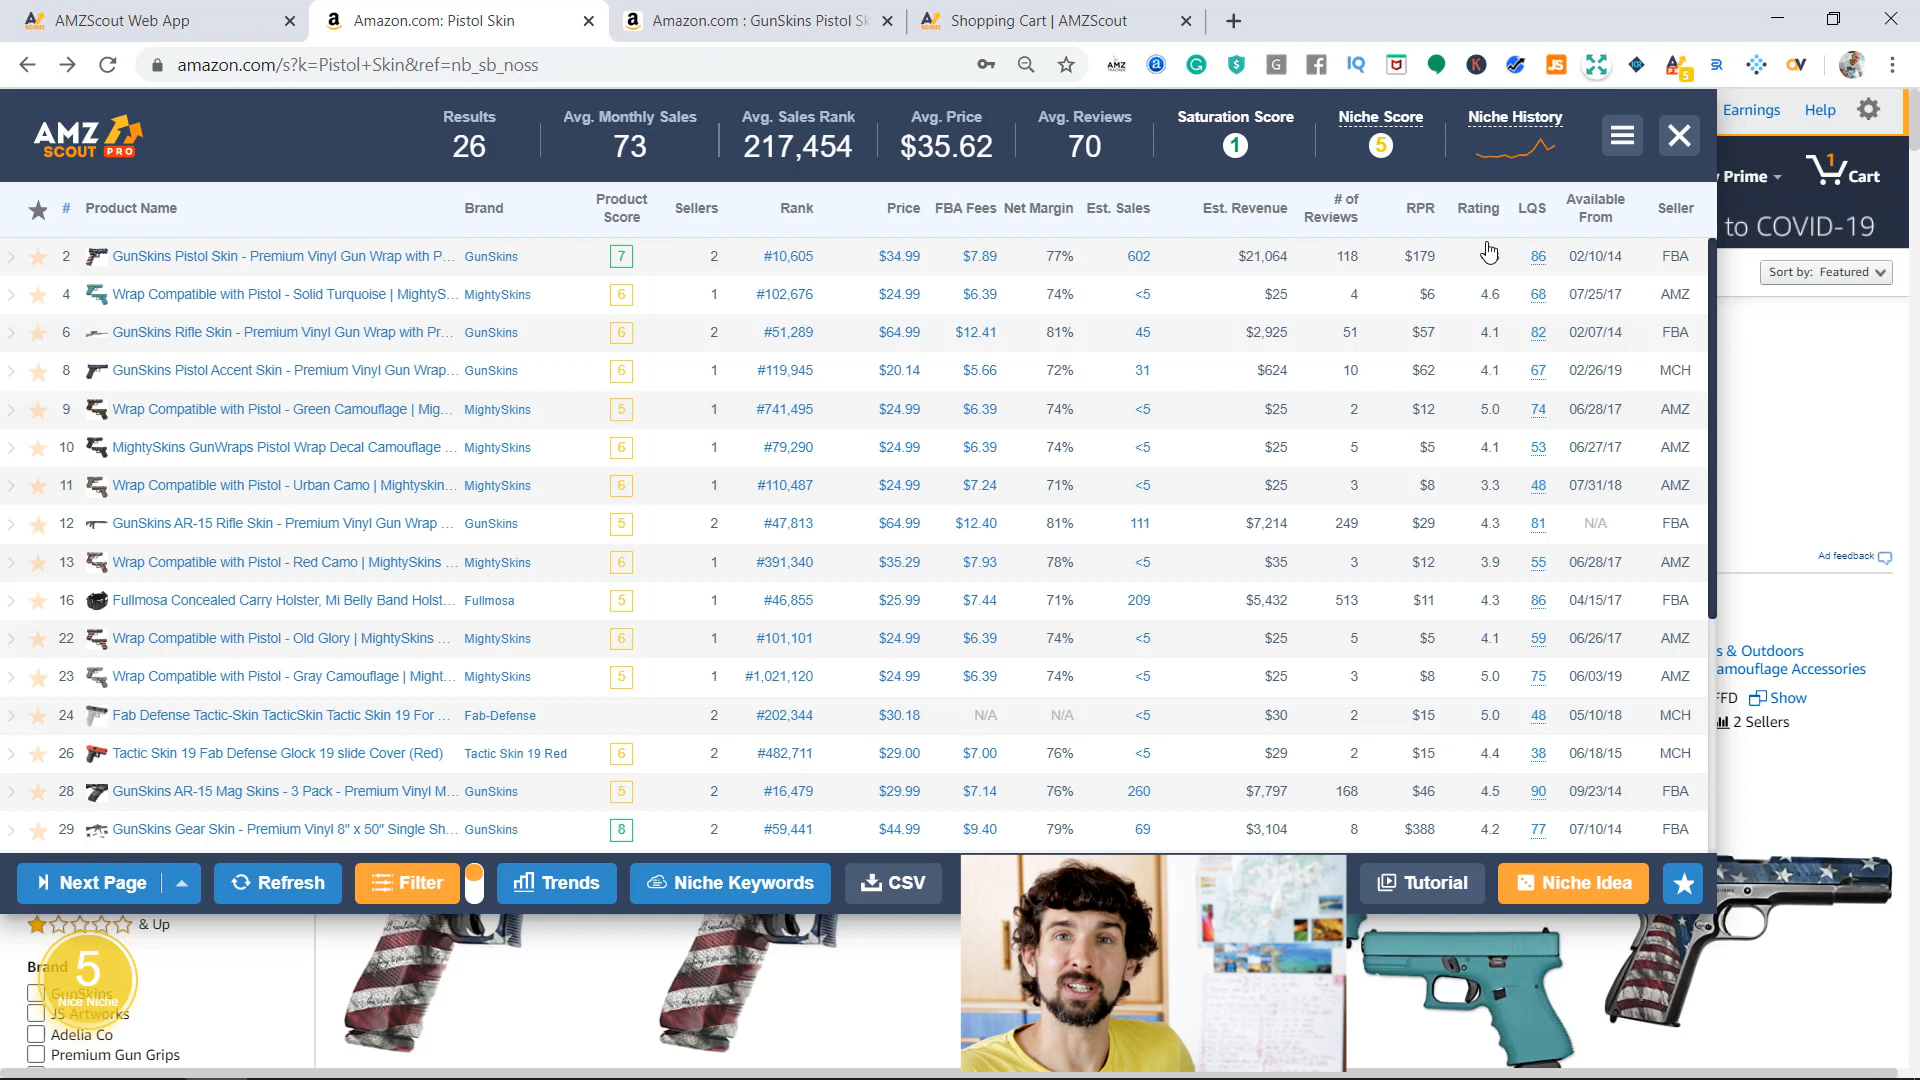 AMZScout Web App
Amazon.com: Pistol Skin
Amazon.com : GunSkins Pistol Sk
Shopping Cart | AMZScout
amazon.com/s?k=Pistol+Skin&ref=nb_sb_noss
AMZ
SCOUT PRO
Results
26
Avg. Monthly Sales
73
Avg. Sales Rank
217,454
Avg. Price
$35.62
Avg. Reviews
70
Saturation Score
1
Niche Score
5
Niche History
Earnings Help
Prime
1
Cart
to COVID-19
Sort by: Featured
# Product Name Brand Product Score Sellers Rank Price FBA Fees Net Margin Est. Sales Est. Revenue # of Reviews RPR Rating LQS Available From Seller
2 GunSkins Pistol Skin - Premium Vinyl Gun Wrap with P... GunSkins 7 2 #10,605 $34.99 $7.89 77% 602 $21,064 118 $179 86 02/10/14 FBA
4 Wrap Compatible with Pistol - Solid Turquoise | MightyS... MightySkins 6 1 #102,676 $24.99 $6.39 74% <5 $25 4 $6 4.6 68 07/25/17 AMZ
6 GunSkins Rifle Skin - Premium Vinyl Gun Wrap with Pr... GunSkins 6 2 #51,289 $64.99 $12.41 81% 45 $2,925 51 $57 4.1 82 02/07/14 FBA
8 GunSkins Pistol Accent Skin - Premium Vinyl Gun Wrap... GunSkins 6 1 #119,945 $20.14 $5.66 72% 31 $624 10 $62 4.1 67 02/26/19 MCH
9 Wrap Compatible with Pistol - Green Camouflage | Mig... MightySkins 5 1 #741,495 $24.99 $6.39 74% <5 $25 2 $12 5.0 74 06/28/17 AMZ
10 MightySkins GunWraps Pistol Wrap Decal Camouflage ... MightySkins 6 1 #79,290 $24.99 $6.39 74% <5 $25 5 $5 4.1 53 06/27/17 AMZ
11 Wrap Compatible with Pistol - Urban Camo | Mightyskin... MightySkins 6 1 #110,487 $24.99 $7.24 71% <5 $25 3 $8 3.3 48 07/31/18 AMZ
12 GunSkins AR-15 Rifle Skin - Premium Vinyl Gun Wrap ... GunSkins 5 2 #47,813 $64.99 $12.40 81% 111 $7,214 249 $29 4.3 81 N/A FBA
13 Wrap Compatible with Pistol - Red Camo | MightySkins ... MightySkins 6 1 #391,340 $35.29 $7.93 78% <5 $35 3 $12 3.9 55 06/28/17 AMZ
16 Fullmosa Concealed Carry Holster, Mi Belly Band Holst... Fullmosa 5 1 #46,855 $25.99 $7.44 71% 209 $5,432 513 $11 4.3 86 04/15/17 FBA
22 Wrap Compatible with Pistol - Old Glory | MightySkins ... MightySkins 6 1 #101,101 $24.99 $6.39 74% <5 $25 5 $5 4.1 59 06/26/17 AMZ
23 Wrap Compatible with Pistol - Gray Camouflage | Might... MightySkins 5 1 #1,021,120 $24.99 $6.39 74% <5 $25 3 $8 5.0 75 06/03/19 AMZ
24 Fab Defense Tactic-Skin TacticSkin Tactic Skin 19 For ... Fab-Defense 2 #202,344 $30.18 N/A N/A <5 $30 2 $15 5.0 48 05/10/18 MCH
26 Tactic Skin 19 Fab Defense Glock 19 slide Cover (Red) Tactic Skin 19 Red 6 2 #482,711 $29.00 $7.00 76% <5 $29 2 $15 4.4 38 06/18/15 MCH
28 GunSkins AR-15 Mag Skins - 3 Pack - Premium Vinyl M... GunSkins 5 2 #16,479 $29.99 $7.14 76% 260 $7,797 168 $46 4.5 90 09/23/14 FBA
29 GunSkins Gear Skin - Premium Vinyl 8" x 50" Single Sh... GunSkins 8 2 #59,441 $44.99 $9.40 79% 69 $3,104 8 $388 4.2 77 07/10/14 FBA
Ad feedback
s & Outdoors
amouflage Accessories
FFD Show
2 Sellers
Next Page Refresh Filter Trends Niche Keywords CSV Tutorial Niche Idea
& Up
Brand
5
Nice Niche
GunSkins
JS Artworks
Adelia Co
Premium Gun Grips